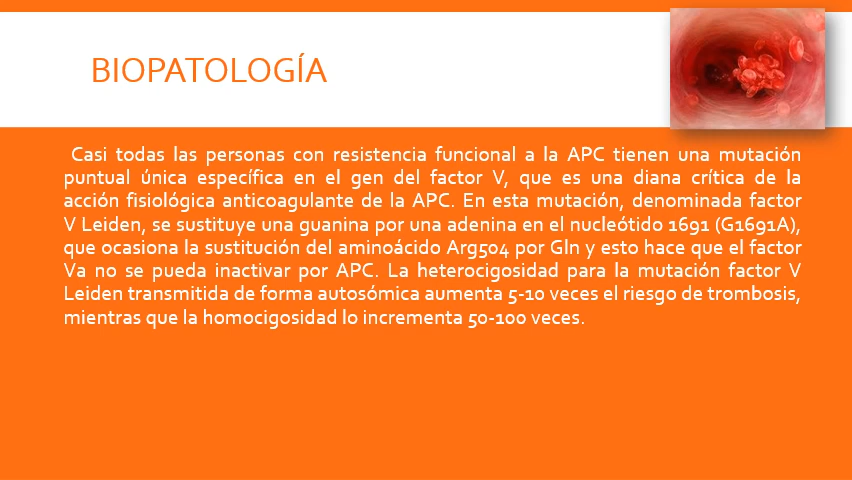 BIOPATOLOGÍA
Casi todas las personas con resistencia funcional a la APC tienen una mutación
puntual única específica en el gen del factor V, que es una diana crítica de la
acción fisiológica anticoagulante de la APC. En esta mutación, denominada factor
V Leiden, se sustituye una guanina por una adenina en el nucleótido 1691 (G1691A),
que ocasiona la sustitución del aminoácido Arg504 por Gln y esto hace que el factor
Va no se pueda inactivar por APC. La heterocigosidad para la mutación factor V
Leiden transmitida de forma autosómica aumenta 5-10 veces el riesgo de trombosis,
mientras que la homocigosidad lo incrementa 50-100 veces.